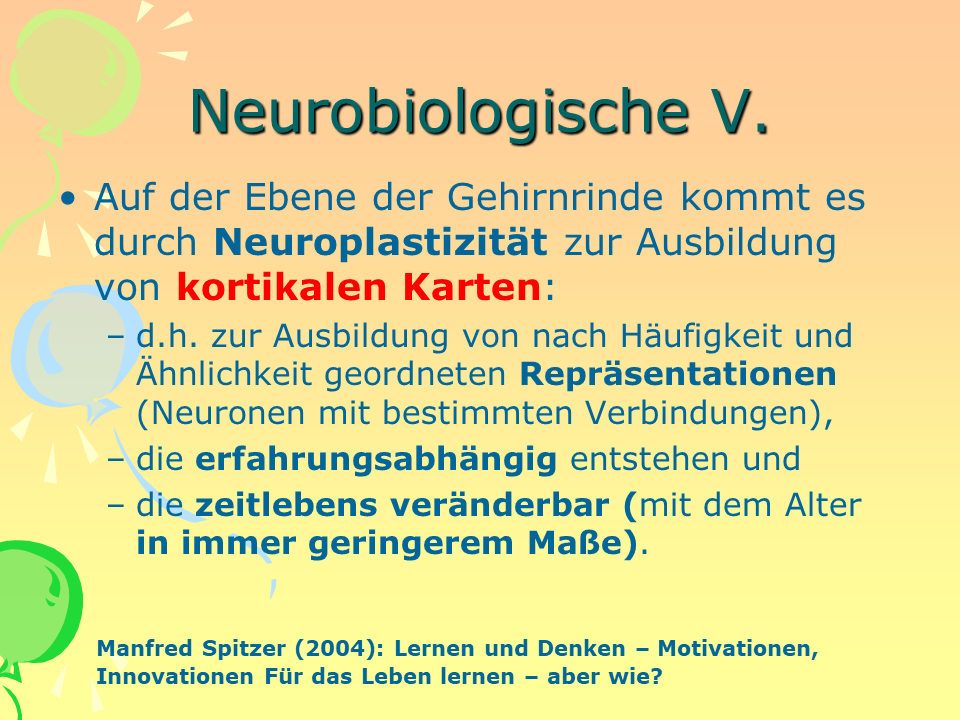 Neurobiologische V.
• Auf der Ebene der Gehirnrinde kommt es
durch Neuroplastizität zur Ausbildung
von kortikalen Karten:
– d.h. zur Ausbildung von nach Häufigkeit und
Ähnlichkeit geordneten Repräsentationen
(Neuronen mit bestimmten Verbindungen),
– die erfahrungsabhängig entstehen und
– die zeitlebens veränderbar (mit dem Alter
in immer geringerem Maße).
Manfred Spitzer (2004): Lernen und Denken – Motivationen,
Innovationen Für das Leben lernen – aber wie?